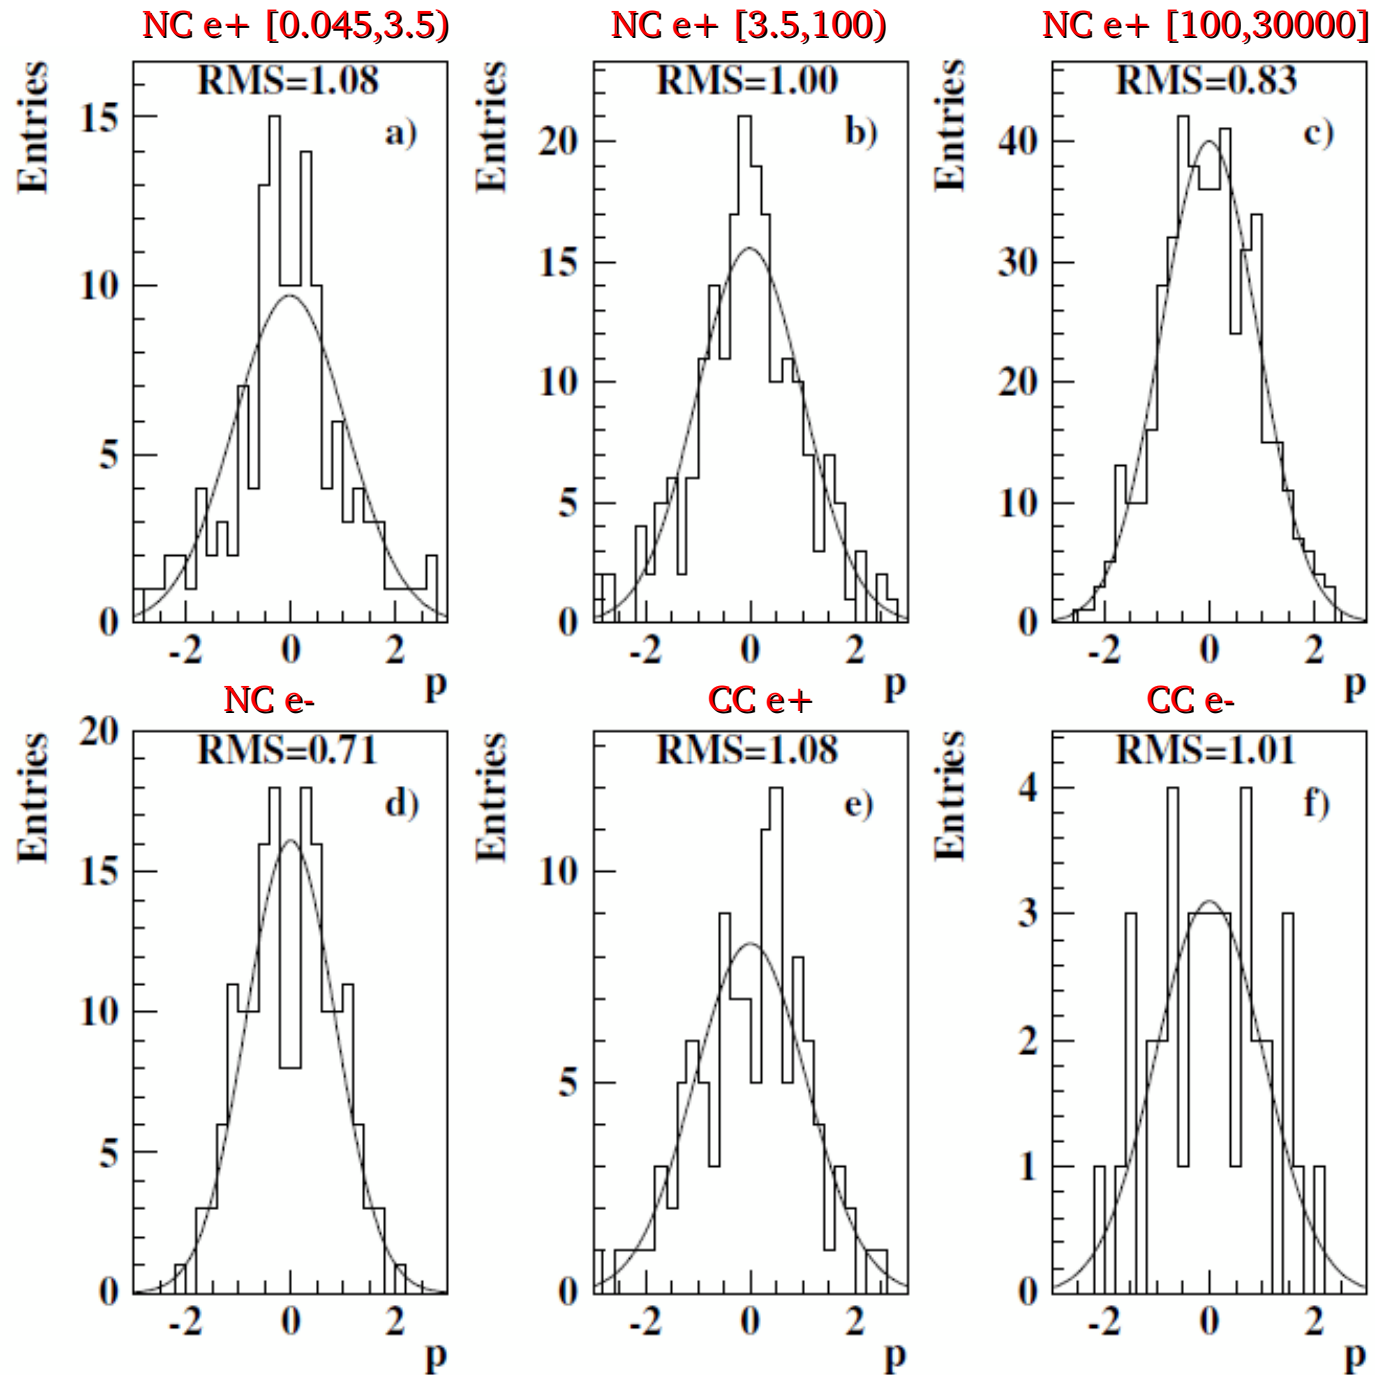 NC e+ [0.045,3.5)
NC e+ [3.5,100)
NC e+ [100,30000]
Entries
RMS=1.08
a)
15
10
5
0
-2 0 2
p
Entries
RMS=1.00
b)
20
15
10
5
0
-2 0 2
p
Entries
RMS=0.83
c)
40
30
20
10
0
-2 0 2
p
NC e-
CC e+
CC e-
Entries
RMS=0.71
d)
20
15
10
5
0
-2 0 2
p
Entries
RMS=1.08
e)
10
5
0
-2 0 2
p
Entries
RMS=1.01
f)
4
3
2
1
0
-2 0 2
p